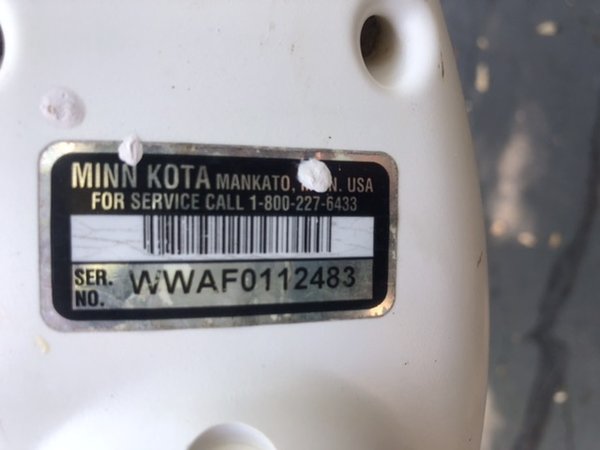 MINN KOTA MANKATO, USA
FOR SERVICE CALL 1-800-227-6433
SER. NO. WWAF0112483